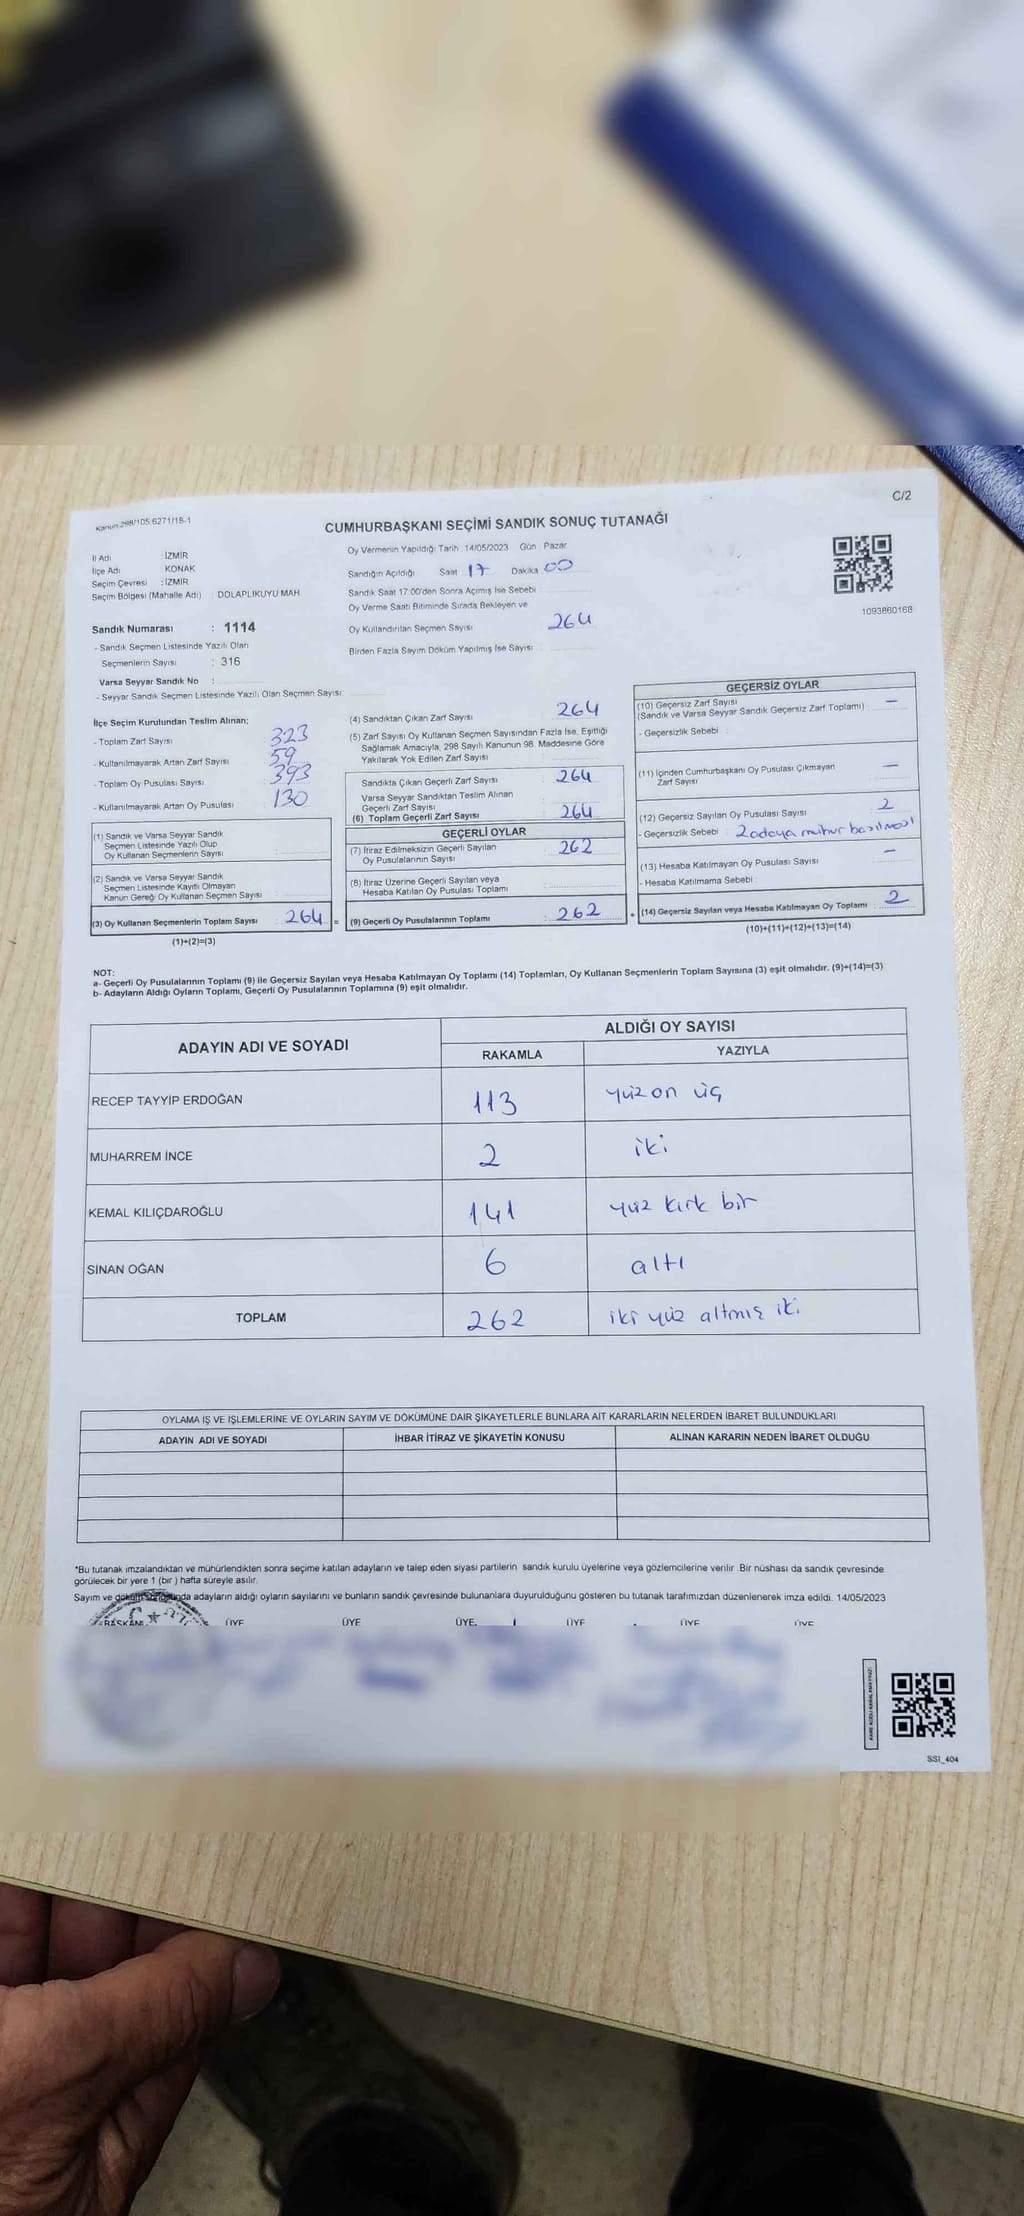 Kanun:298/105:6271/18-1
C/2
CUMHURBAŞKANI SEÇİMİ SANDIK SONUÇ TUTANAĞI
İl Adı : İZMİR
İlçe Adı : KONAK
Seçim Çevresi : İZMİR
Seçim Bölgesi (Mahalle Adı) : DOLAPLIKUYU MAH.
Sandık Numarası : 1114
- Sandık Seçmen Listesinde Yazılı Olan
Seçmenlerin Sayısı : 316
Varsa Seyyar Sandık No :
- Seyyar Sandık Seçmen Listesinde Yazılı Olan Seçmen Sayısı
Oy Vermenin Yapıldığı Tarih 14/05/2023 Gün Pazar
Sandığın Açıldığı Saat 17 Dakika 00
Sandık Saat 17:00'den Sonra Açımış İse Sebebi
Oy Verme Saati Bitiminde Sırada Bekleyen ve
Oy Kullandırılan Seçmen Sayısı 264
Birden Fazla Sayım Döküm Yapılmış İse Sayısı
1093860168
İlçe Seçim Kurulundan Teslim Alınan;
- Toplam Zarf Sayısı 323
- Kullanılmayarak Artan Zarf Sayısı 59
- Toplam Oy Pusulası Sayısı 393
- Kullanılmayarak Artan Oy Pusulası 130
(1) Sandık ve Varsa Seyyar Sandık
Seçmen Listesinde Yazılı Olup
Oy Kullanan Seçmenlerin Sayısı
(2) Sandık ve Varsa Seyyar Sandık
Seçmen Listesinde Kayıtlı Olmayan
Kanun Gereği Oy Kullanan Seçmen Sayısı
(3) Oy Kullanan Seçmenlerin Toplam Sayısı 264 =
(1)+(2)=(3)
(4) Sandıktan Çıkan Zarf Sayısı 264
(5) Zarf Sayısı Oy Kullanan Seçmen Sayısından Fazla İse, Eşitliği
Sağlamak Amacıyla, 298 Sayılı Kanunun 98. Maddesine Göre
Yakılarak Yok Edilen Zarf Sayısı
Sandıkta Çıkan Geçerli Zarf Sayısı 264
Varsa Seyyar Sandıktan Teslim Alınan
Geçerli Zarf Sayısı
(6) Toplam Geçerli Zarf Sayısı 264
GEÇERLİ OYLAR
(7) İtiraz Edilmeksizin Geçerli Sayılan
Oy Pusulalarının Sayısı 262
(8) İtiraz Üzerine Geçerli Sayılan veya
Hesaba Katılan Oy Pusulası Toplamı
(9) Geçerli Oy Pusulalarının Toplamı : 262 +
GEÇERSİZ OYLAR
(10) Geçersiz Zarf Sayısı
(Sandık ve Varsa Seyyar Sandık Geçersiz Zarf Toplamı) : —
- Geçersizlik Sebebi :
(11) İçinden Cumhurbaşkanı Oy Pusulası Çıkmayan
Zarf Sayısı —
(12) Geçersiz Sayılan Oy Pusulası Sayısı 2
- Geçersizlik Sebebi : 2 adaya mühür basılması
(13) Hesaba Katılmayan Oy Pusulası Sayısı —
- Hesaba Katılmama Sebebi :
(14) Geçersiz Sayılan veya Hesaba Katılmayan Oy Toplamı : 2
(10)+(11)+(12)+(13)=(14)
NOT:
a- Geçerli Oy Pusulalarının Toplamı (9) ile Geçersiz Sayılan veya Hesaba Katılmayan Oy Toplamı (14) Toplamları, Oy Kullanan Seçmenlerin Toplam Sayısına (3) eşit olmalıdır. (9)+(14)=(3)
b- Adayların Aldığı Oyların Toplamı, Geçerli Oy Pusulalarının Toplamına (9) eşit olmalıdır.
ADAYIN ADI VE SOYADI ALDIĞI OY SAYISI
RAKAMLA YAZIYLA
RECEP TAYYİP ERDOĞAN 113 yüz on üç
MUHARREM İNCE 2 iki
KEMAL KILIÇDAROĞLU 141 yüz kırk bir
SİNAN OĞAN 6 altı
TOPLAM 262 iki yüz altmış iki
OYLAMA İŞ VE İŞLEMLERİNE VE OYLARIN SAYIM VE DÖKÜMÜNE DAİR ŞİKAYETLERLE BUNLARA AİT KARARLARIN NELERDEN İBARET BULUNDUKLARI
ADAYIN ADI VE SOYADI İHBAR İTİRAZ VE ŞİKAYETİN KONUSU ALINAN KARARIN NEDEN İBARET OLDUĞU
*Bu tutanak imzalandıktan ve mühürlendikten sonra seçime katılan adayların ve talep eden siyasi partilerin sandık kurulu üyelerine veya gözlemcilerine verilir. Bir nüshası da sandık çevresinde
görülecek bir yere 1 (bir ) hafta süreyle asılır.
Sayım ve döküm sonucunda adayların aldığı oyların sayılarını ve bunların sandık çevresinde bulunanlara duyurulduğunu gösteren bu tutanak tarafımızdan düzenlenerek imza edildi. 14/05/2023
BAŞKAN ÜYE ÜYE ÜYE ÜYE ÜYE ÜYE
SSI_404